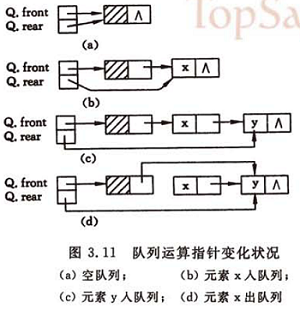 TopSa
Q. front
Q. rear
∧
(a)
Q. front
Q. rear
x ∧
(b)
Q. front
Q. rear
x y ∧
(c)
Q. front
Q. rear
x y ∧
(d)
图 3.11 队列运算指针变化状况
(a) 空队列; (b) 元素 x 入队列;
(c) 元素 y 入队列; (d) 元素 x 出队列